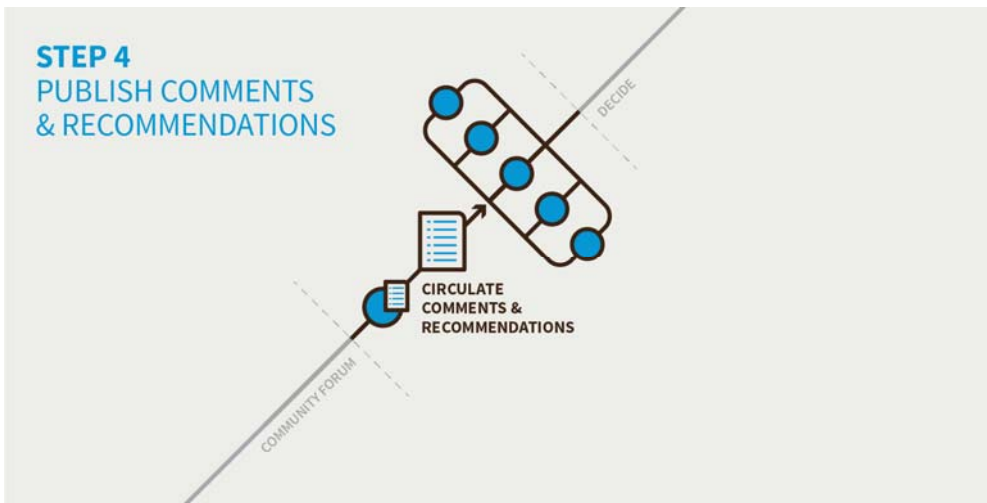 STEP 4
PUBLISH COMMENTS
& RECOMMENDATIONS
DECIDE
CIRCULATE
COMMENTS &
RECOMMENDATIONS
COMMUNITY FORUM